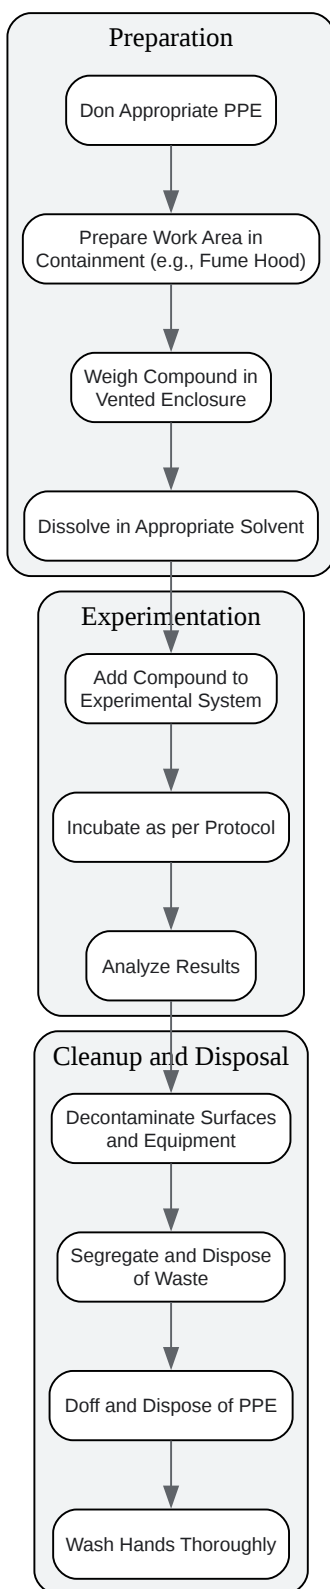 Preparation
Don Appropriate PPE
Prepare Work Area in
Containment (e.g., Fume Hood)
Weigh Compound in
Vented Enclosure
Dissolve in Appropriate Solvent
Experimentation
Add Compound to
Experimental System
Incubate as per Protocol
Analyze Results
Cleanup and Disposal
Decontaminate Surfaces
and Equipment
Segregate and Dispose
of Waste
Doff and Dispose of PPE
Wash Hands Thoroughly